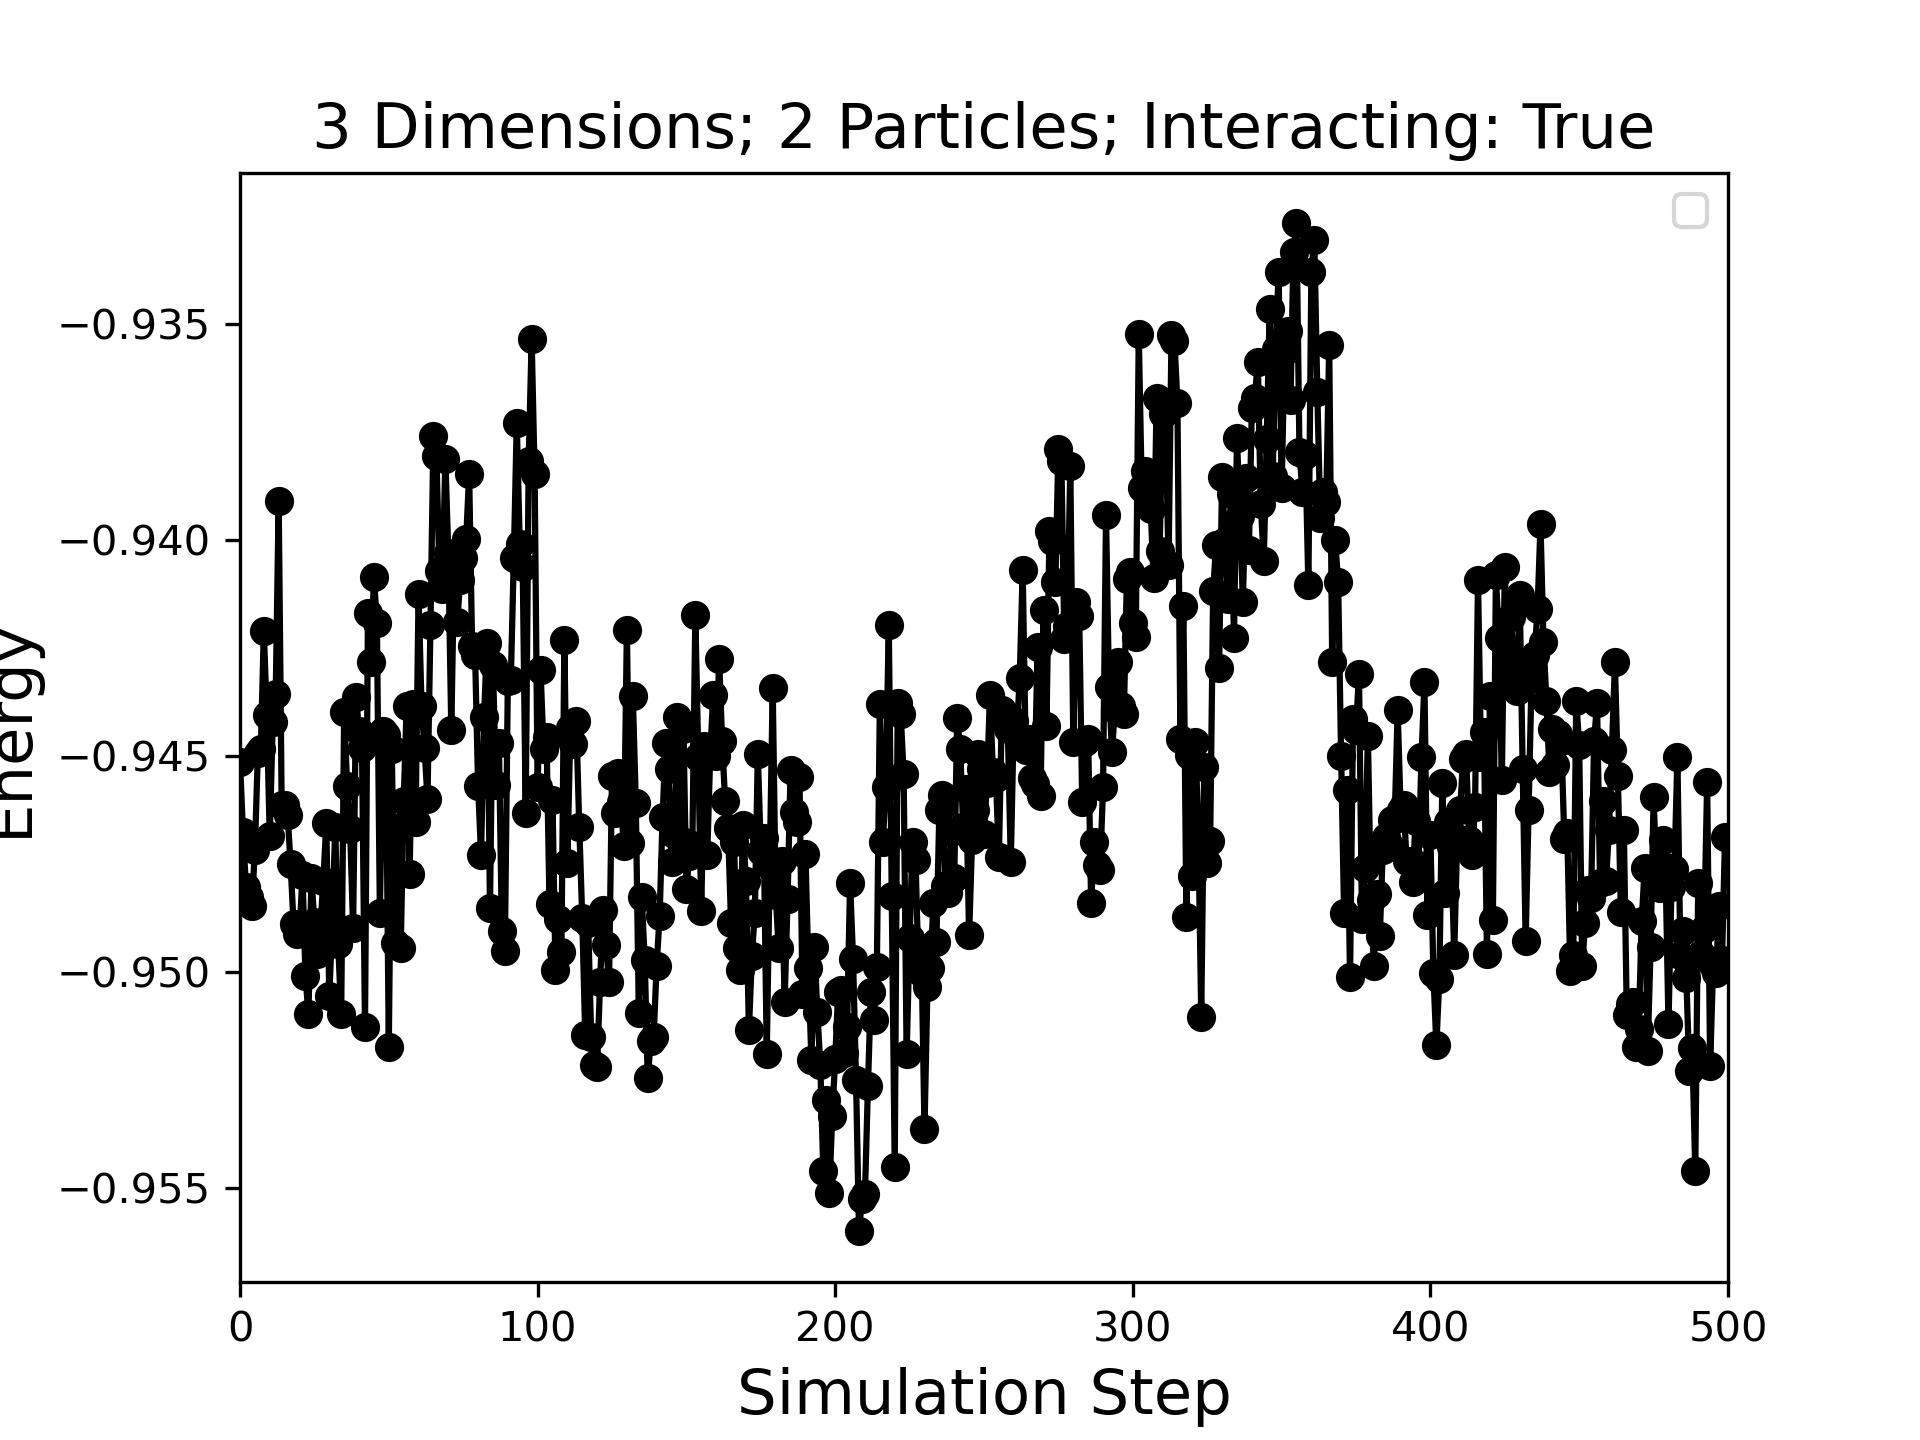 3 Dimensions; 2 Particles; Interacting: True
Energy
−0.935
−0.940
−0.945
−0.950
−0.955
0 100 200 300 400 500
Simulation Step